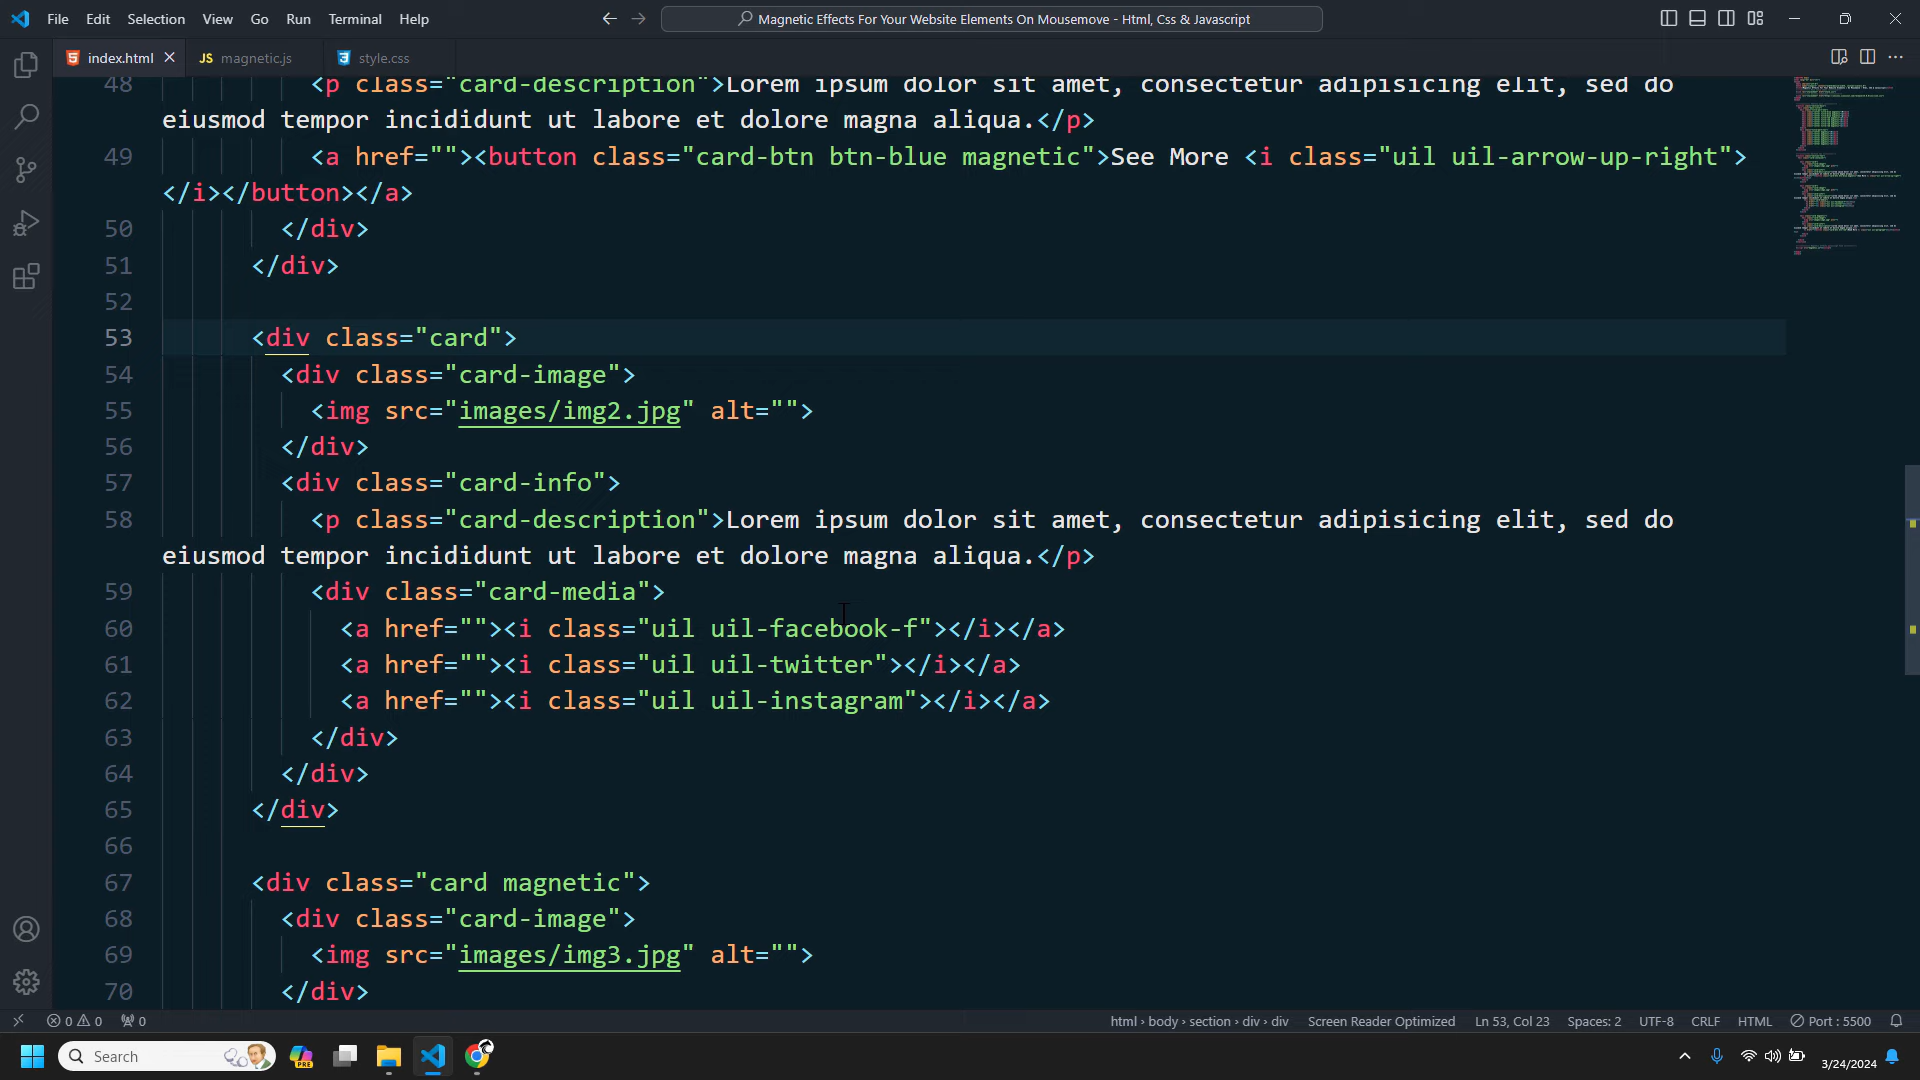 File Edit Selection View Go Run Terminal Help
Magnetic Effects For Your Website Elements On Mousemove - Html, Css & Javascript
index.html JS magnetic.js style.css
48 <p class="card-description">Lorem ipsum dolor sit amet, consectetur adipisicing elit, sed do
eiusmod tempor incididunt ut labore et dolore magna aliqua.</p>
49 <a href=""><button class="card-btn btn-blue magnetic">See More <i class="uil uil-arrow-up-right">
</i></button></a>
50 </div>
51 </div>
52
53 <div class="card">
54 <div class="card-image">
55 <img src="images/img2.jpg" alt="">
56 </div>
57 <div class="card-info">
58 <p class="card-description">Lorem ipsum dolor sit amet, consectetur adipisicing elit, sed do
eiusmod tempor incididunt ut labore et dolore magna aliqua.</p>
59 <div class="card-media">
60 <a href=""><i class="uil uil-facebook-f"></i></a>
61 <a href=""><i class="uil uil-twitter"></i></a>
62 <a href=""><i class="uil uil-instagram"></i></a>
63 </div>
64 </div>
65 </div>
66
67 <div class="card magnetic">
68 <div class="card-image">
69 <img src="images/img3.jpg" alt="">
70 </div>
0 0 0 html › body › section › div › div Screen Reader Optimized Ln 53, Col 23 Spaces: 2 UTF-8 CRLF HTML Port : 5500
Search PRE 3/24/2024